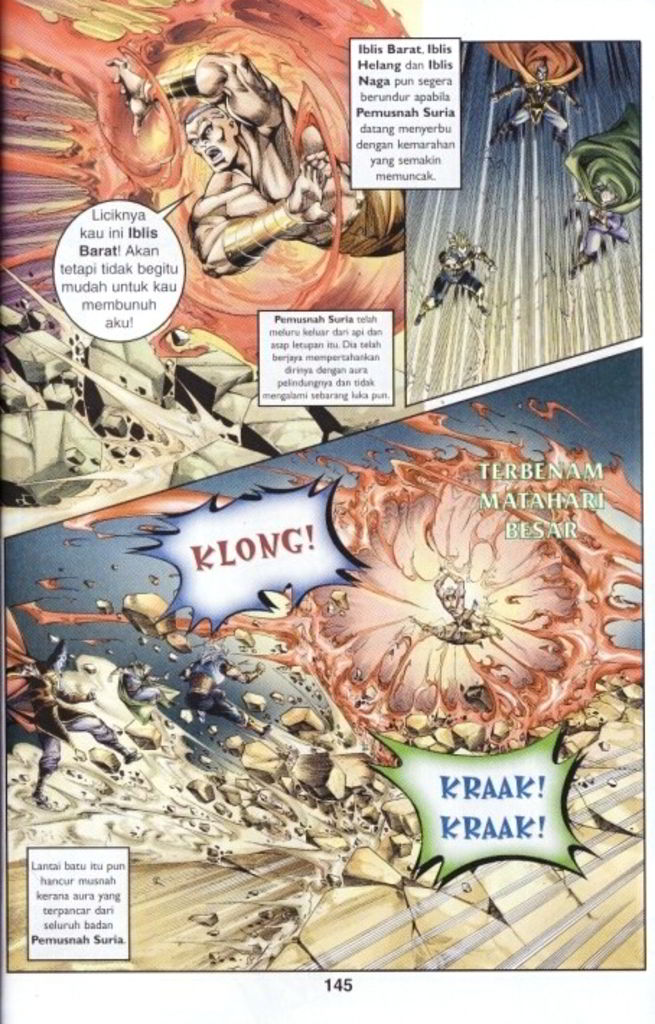 Liciknya
kau ini Iblis
Barat! Akan
tetapi tidak begitu
mudah untuk kau
membunuh
aku!
Pemusnah Suria telah
meluru keluar dari api dan
asap letupan itu. Dia telah
berjaya mempertahankan
dirinya dengan aura
pelindungnya dan tidak
mengalami sebarang luka pun.
Iblis Barat, Iblis
Helang dan Iblis
Naga pun segera
berundur apabila
Pemusnah Suria
datang menyerbu
dengan kemarahan
yang semakin
memuncak.
KLONG!
TERBENAM
MATAHARI
BESAR
KRAAK!
KRAAK!
Lantai batu itu pun
hancur musnah
kerana aura yang
terpancar dari
seluruh badan
Pemusnah Suria.
145